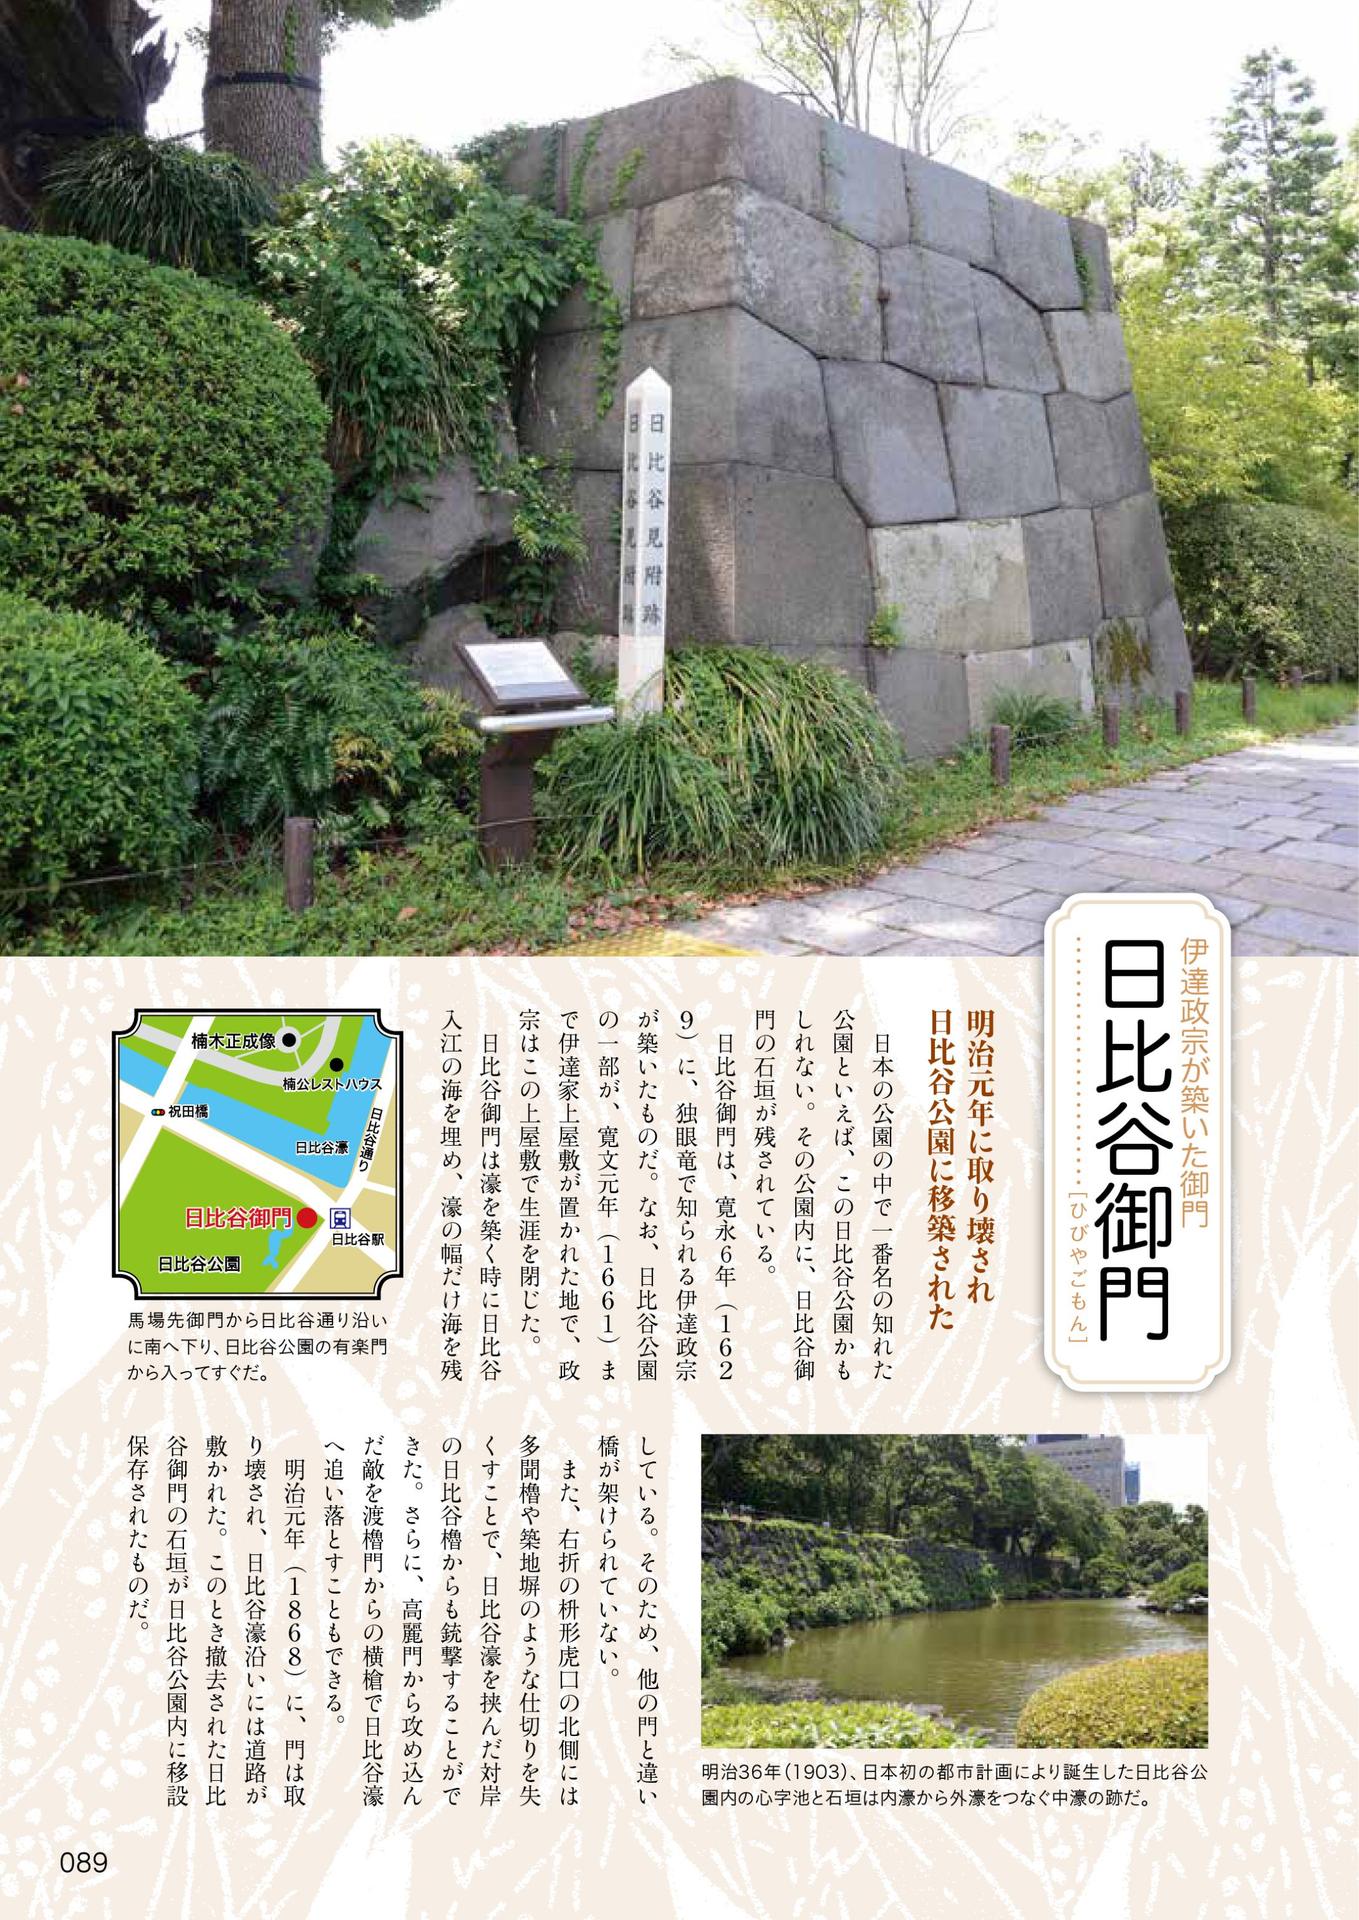 日比谷見附跡
日比谷見附跡
伊達政宗が築いた御門
日比谷御門
[ひびやごもん]
明治元年に取り壊され
日比谷公園に移築された
日本の公園の中で一番名の知れた
公園といえば、この日比谷公園かも
しれない。その公園内に、日比谷御
門の石垣が残されている。
日比谷御門は、寛永6年（162
9）に、独眼竜で知られる伊達政宗
が築いたものだ。なお、日比谷公園
の一部が、寛文元年（1661）ま
で伊達家上屋敷が置かれた地で、政
宗はこの上屋敷で生涯を閉じた。
日比谷御門は濠を築く時に日比谷
入江の海を埋め、濠の幅だけ海を残
している。そのため、他の門と違い
橋が架けられていない。
また、右折の枡形虎口の北側には
多聞櫓や築地塀のような仕切りを失
くすことで、日比谷濠を挟んだ対岸
の日比谷櫓からも銃撃することがで
きた。さらに、高麗門から攻め込ん
だ敵を渡櫓門からの横槍で日比谷濠
へ追い落とすこともできる。
明治元年（1868）に、門は取
り壊され、日比谷濠沿いには道路が
敷かれた。このとき撤去された日比
谷御門の石垣が日比谷公園内に移設
保存されたものだ。
楠木正成像
楠公レストハウス
祝田橋
日比谷通り
日比谷濠
日比谷御門
日比谷駅
日比谷公園
馬場先御門から日比谷通り沿い
に南へ下り、日比谷公園の有楽門
から入ってすぐだ。
明治36年（1903）、日本初の都市計画により誕生した日比谷公
園内の心字池と石垣は内濠から外濠をつなぐ中濠の跡だ。
089